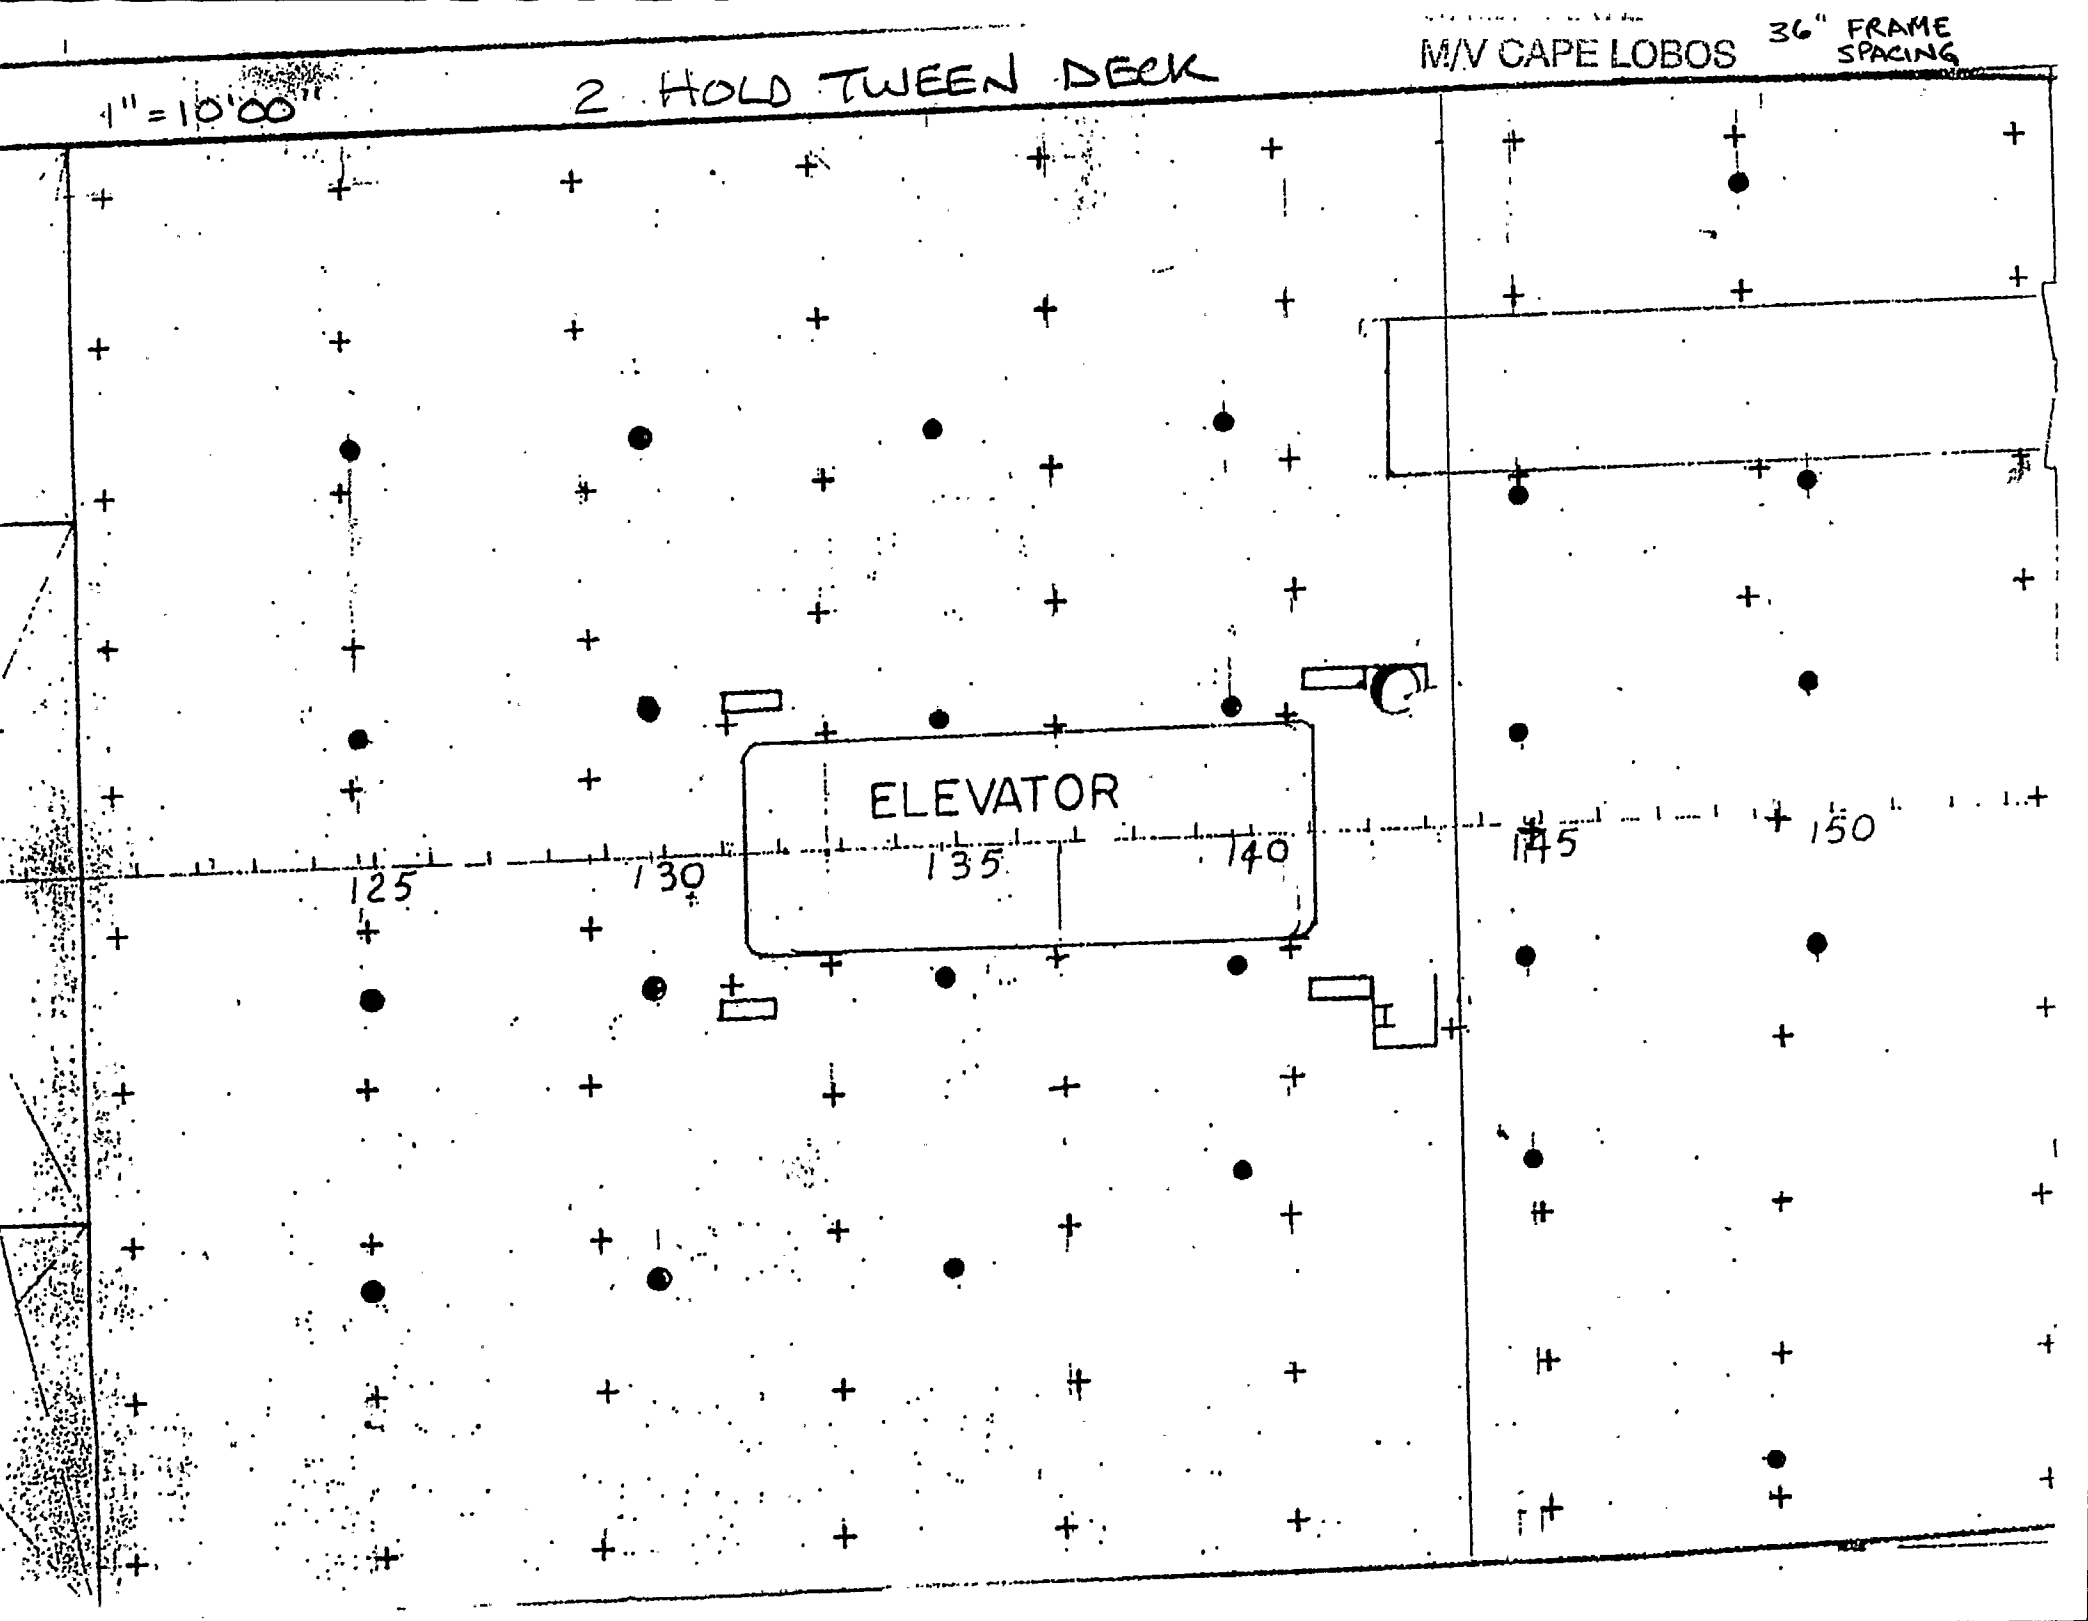 M/V CAPE LOBOS 36" FRAME
SPACING
1"=10'00" 2 HOLD TWEEN DECK
ELEVATOR
125 130 135 140 145 150